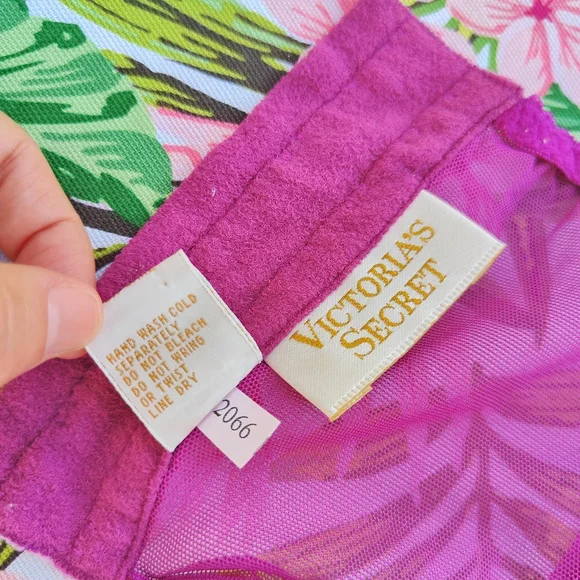 HAND WASH COLD
SEPARATELY
DO NOT BLEACH
DO NOT WRING
OR TWIST,
LINE DRY
2066
VICTORIA'S
SECRET